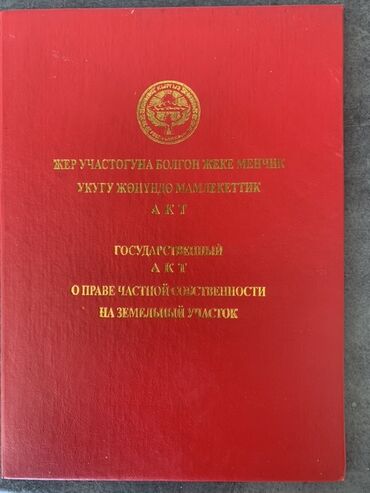 ЖЕР УЧАСТОГУНА БОЛГОН ЖЕКЕ МЕНЧИК
УКУГУ ЖӨНҮНДӨ МАМЛЕКЕТТИК
АКТ
ГОСУДАРСТВЕННЫЙ
АКТ
О ПРАВЕ ЧАСТНОЙ СОБСТВЕННОСТИ
НА ЗЕМЕЛЬНЫЙ УЧАСТОК